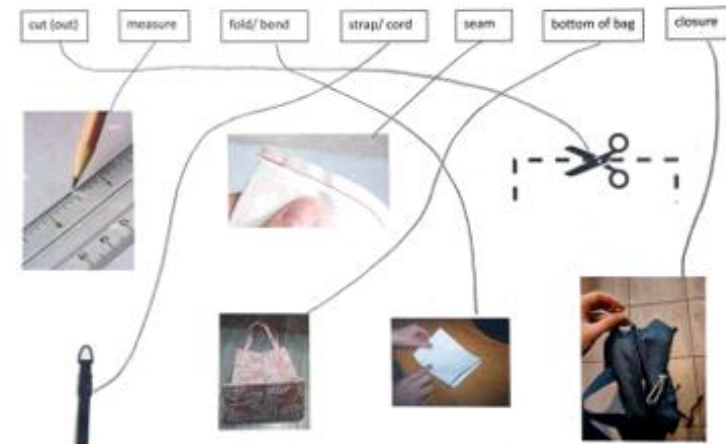 cut (out)
measure
fold/ bend
strap/ cord
seam
bottom of bag
closure